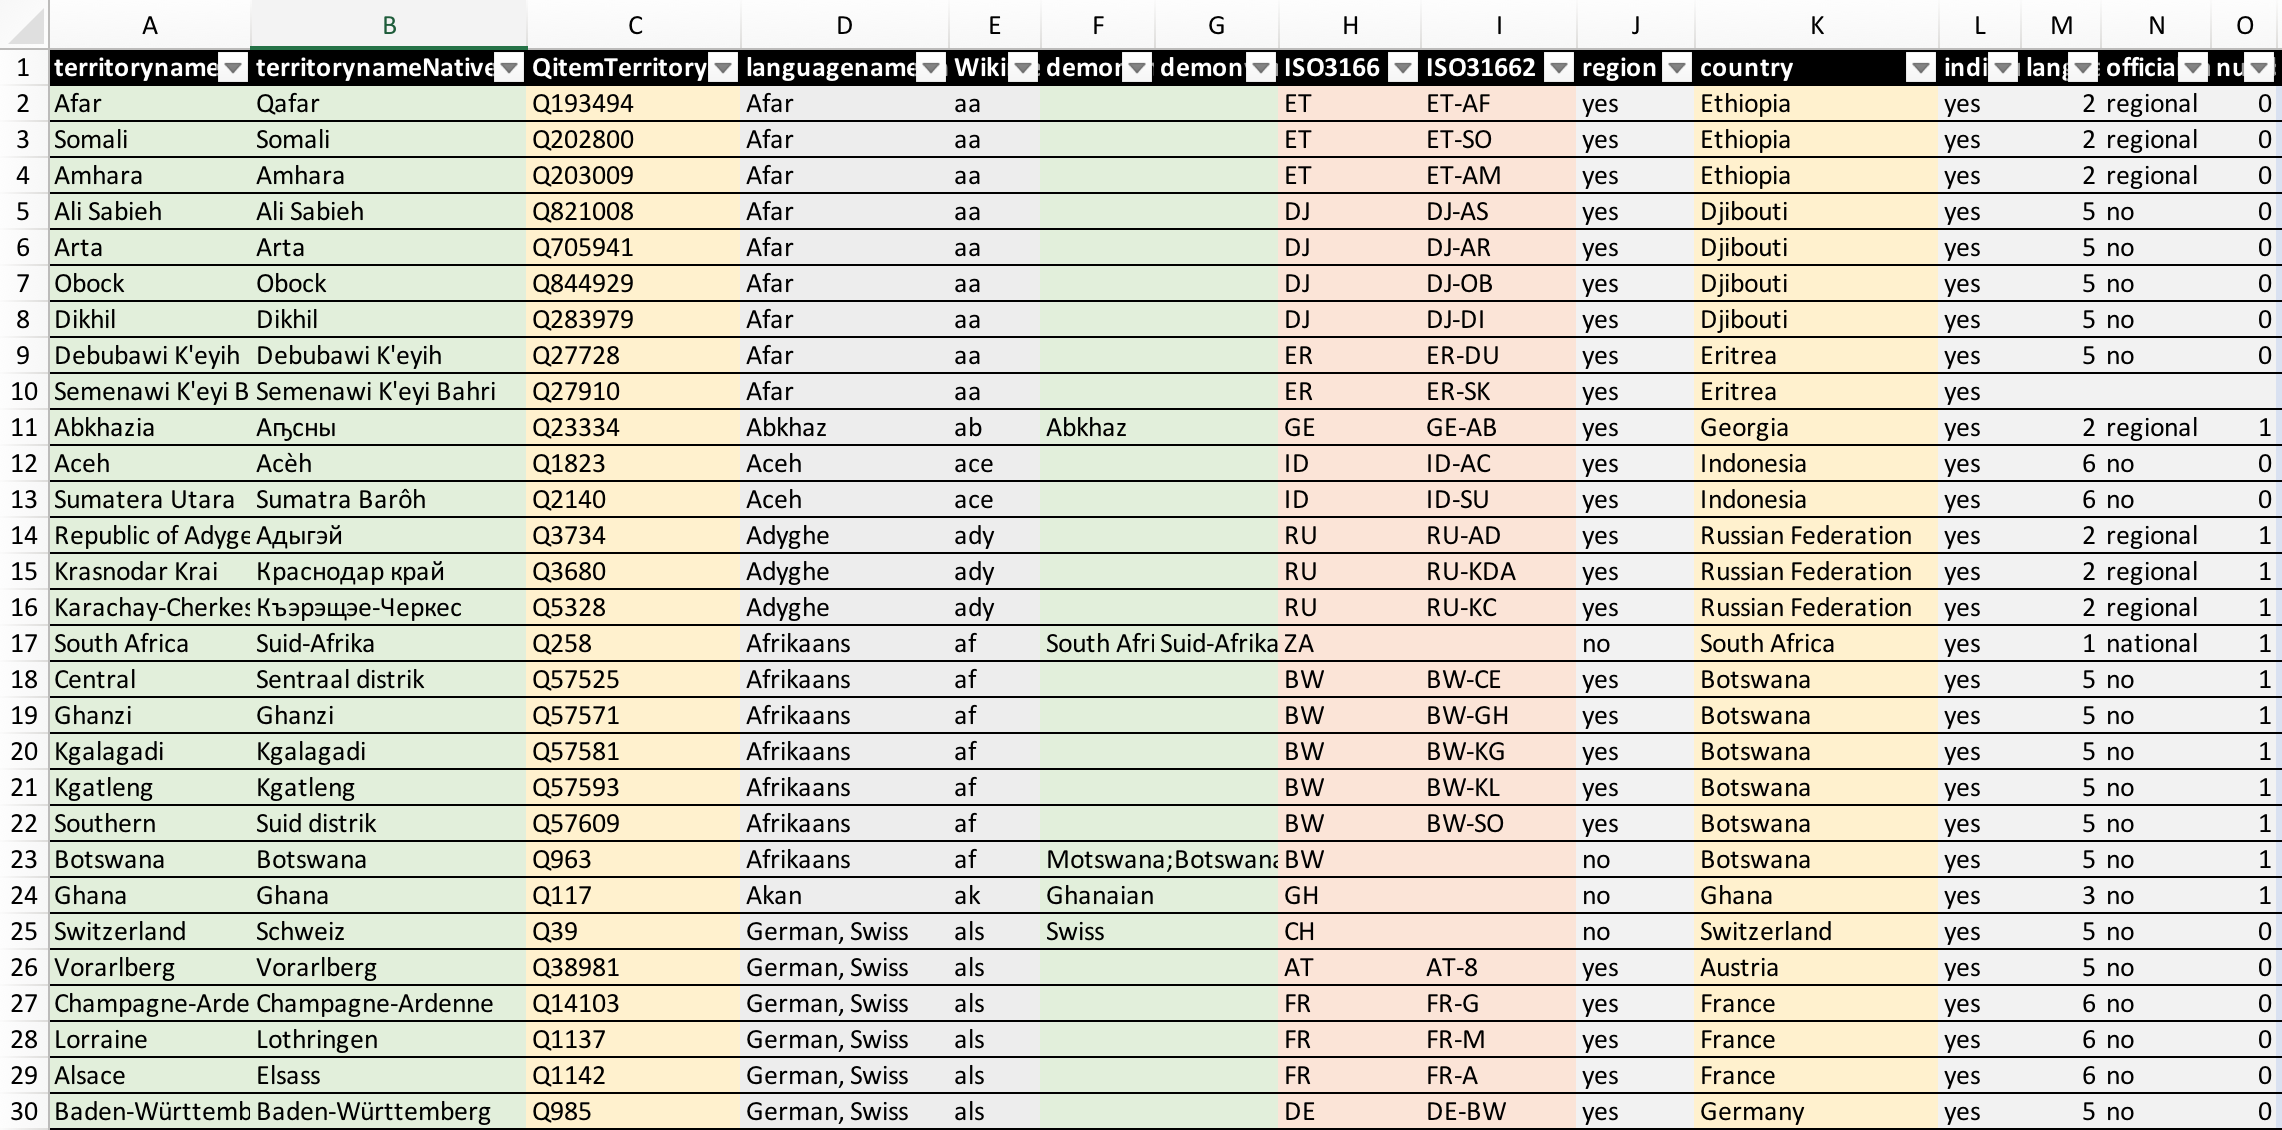 A B C D E F G H I J K L M N O
1 territoryname territorynameNative QitemTerritory languagename Wiki demon demon ISO3166 ISO31662 region country indi lang officia nu
2 Afar Qafar Q193494 Afar aa ET ET-AF yes Ethiopia yes 2 regional 0
3 Somali Somali Q202800 Afar aa ET ET-SO yes Ethiopia yes 2 regional 0
4 Amhara Amhara Q203009 Afar aa ET ET-AM yes Ethiopia yes 2 regional 0
5 Ali Sabieh Ali Sabieh Q821008 Afar aa DJ DJ-AS yes Djibouti yes 5 no 0
6 Arta Arta Q705941 Afar aa DJ DJ-AR yes Djibouti yes 5 no 0
7 Obock Obock Q844929 Afar aa DJ DJ-OB yes Djibouti yes 5 no 0
8 Dikhil Dikhil Q283979 Afar aa DJ DJ-DI yes Djibouti yes 5 no 0
9 Debubawi K'eyih Debubawi K'eyih Q27728 Afar aa ER ER-DU yes Eritrea yes 5 no 0
10 Semenawi K'eyi B Semenawi K'eyi Bahri Q27910 Afar aa ER ER-SK yes Eritrea yes
11 Abkhazia Аҧсны Q23334 Abkhaz ab Abkhaz GE GE-AB yes Georgia yes 2 regional 1
12 Aceh Acèh Q1823 Aceh ace ID ID-AC yes Indonesia yes 6 no 0
13 Sumatera Utara Sumatra Barôh Q2140 Aceh ace ID ID-SU yes Indonesia yes 6 no 0
14 Republic of Adyge Адыгэй Q3734 Adyghe ady RU RU-AD yes Russian Federation yes 2 regional 1
15 Krasnodar Krai Краснодар край Q3680 Adyghe ady RU RU-KDA yes Russian Federation yes 2 regional 1
16 Karachay-Cherkes Къэрэщэе-Черкес Q5328 Adyghe ady RU RU-KC yes Russian Federation yes 2 regional 1
17 South Africa Suid-Afrika Q258 Afrikaans af South Afri Suid-Afrika ZA no South Africa yes 1 national 1
18 Central Sentraal distrik Q57525 Afrikaans af BW BW-CE yes Botswana yes 5 no 1
19 Ghanzi Ghanzi Q57571 Afrikaans af BW BW-GH yes Botswana yes 5 no 1
20 Kgalagadi Kgalagadi Q57581 Afrikaans af BW BW-KG yes Botswana yes 5 no 1
21 Kgatleng Kgatleng Q57593 Afrikaans af BW BW-KL yes Botswana yes 5 no 1
22 Southern Suid distrik Q57609 Afrikaans af BW BW-SO yes Botswana yes 5 no 1
23 Botswana Botswana Q963 Afrikaans af Motswana;Botswana BW no Botswana yes 5 no 1
24 Ghana Ghana Q117 Akan ak Ghanaian GH no Ghana yes 3 no 1
25 Switzerland Schweiz Q39 German, Swiss als Swiss CH no Switzerland yes 5 no 0
26 Vorarlberg Vorarlberg Q38981 German, Swiss als AT AT-8 yes Austria yes 5 no 0
27 Champagne-Arde Champagne-Ardenne Q14103 German, Swiss als FR FR-G yes France yes 6 no 0
28 Lorraine Lothringen Q1137 German, Swiss als FR FR-M yes France yes 6 no 0
29 Alsace Elsass Q1142 German, Swiss als FR FR-A yes France yes 6 no 0
30 Baden-Württemb Baden-Württemberg Q985 German, Swiss als DE DE-BW yes Germany yes 5 no 0